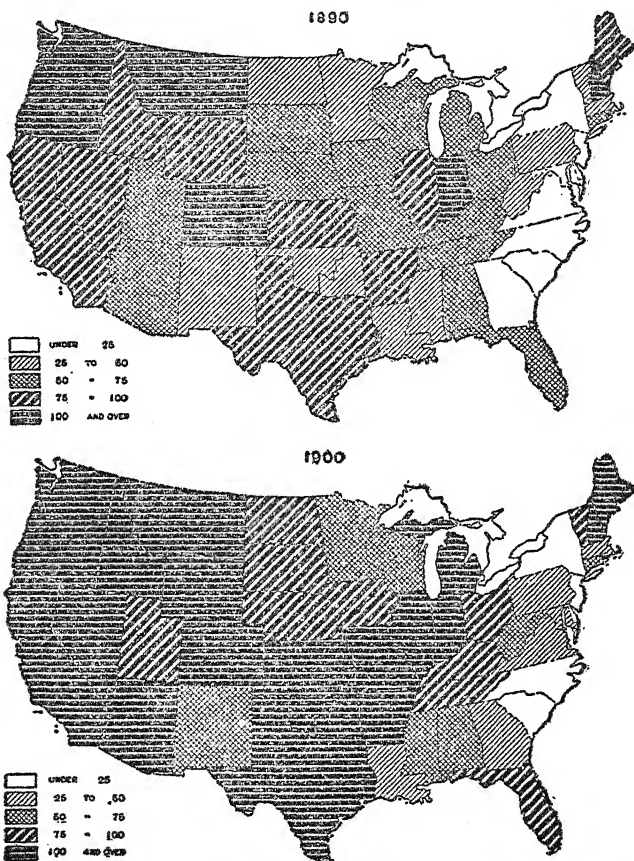 1890
UNDER 25
25 TO 50
50 " 75
75 " 100
100 AND OVER
1900
UNDER 25
25 TO 50
50 " 75
75 " 100
100 AND OVER